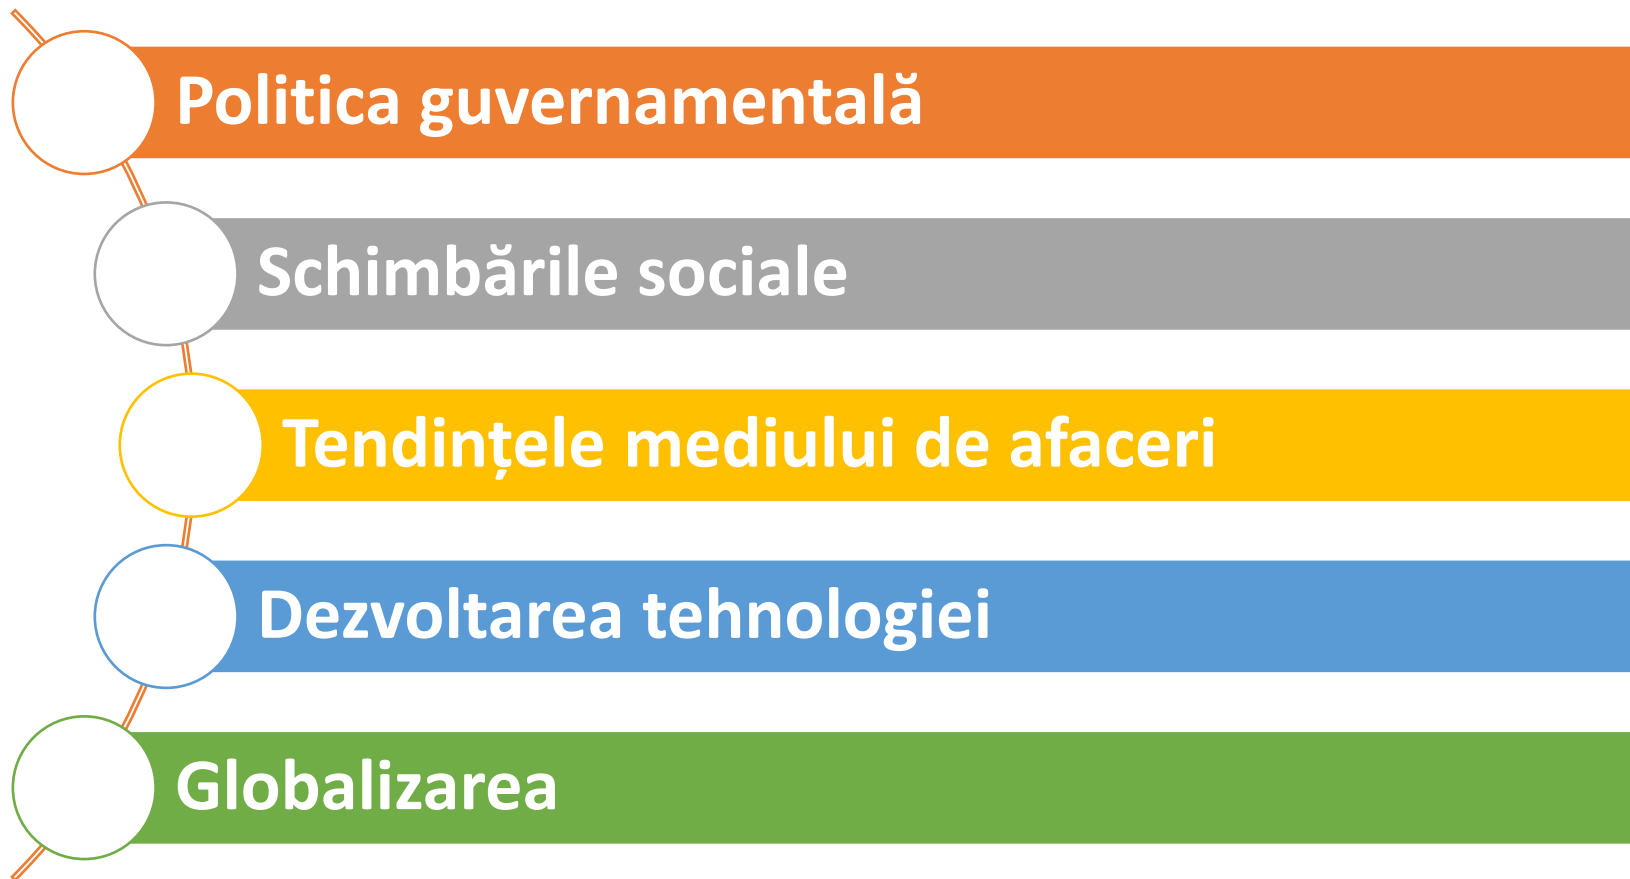 Politica guvernamentală
Schimbările sociale
Tendințele mediului de afaceri
Dezvoltarea tehnologiei
Globalizarea